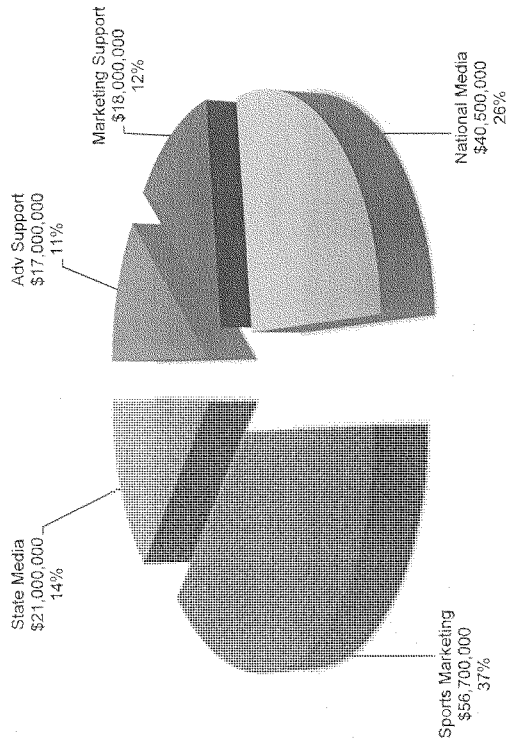 State Media
$21,000,000
14%
Adv Support
$17,000,000
11%
Marketing Support
$18,000,000
12%
Sports Marketing
$56,700,000
37%
National Media
$40,500,000
26%